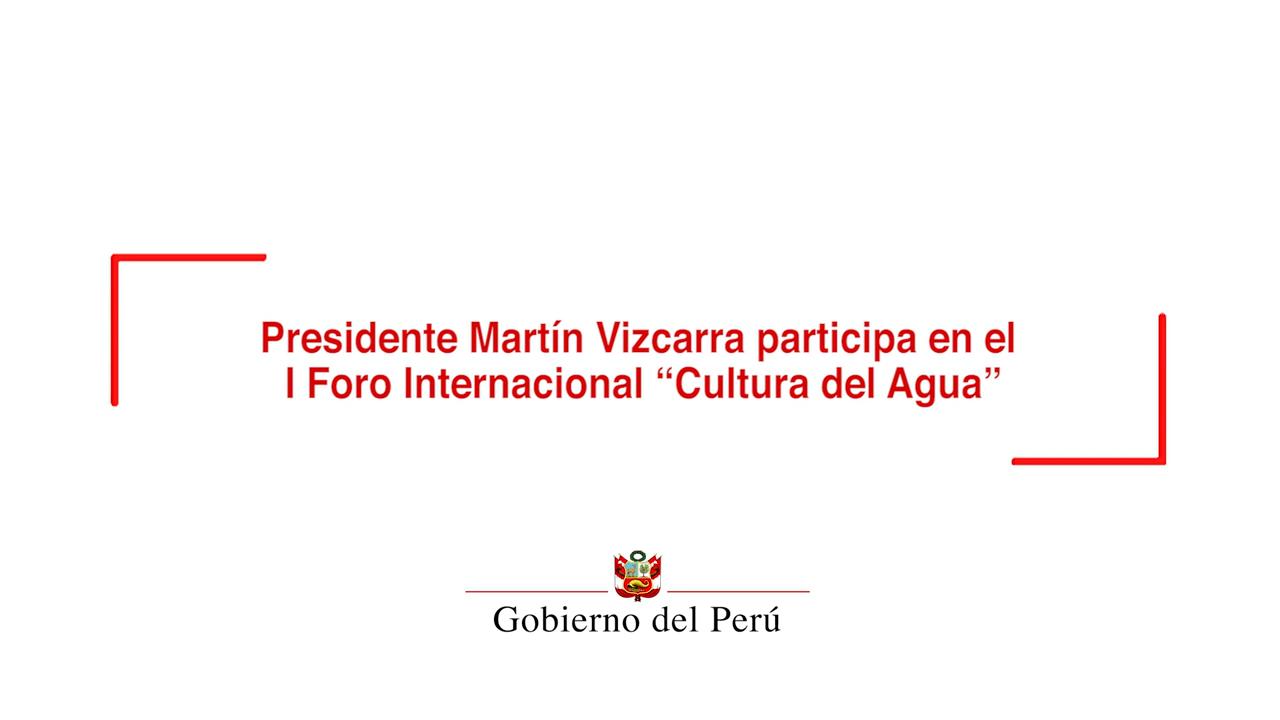 Presidente Martín Vizcarra participa en el
I Foro Internacional “Cultura del Agua”
Gobierno del Perú